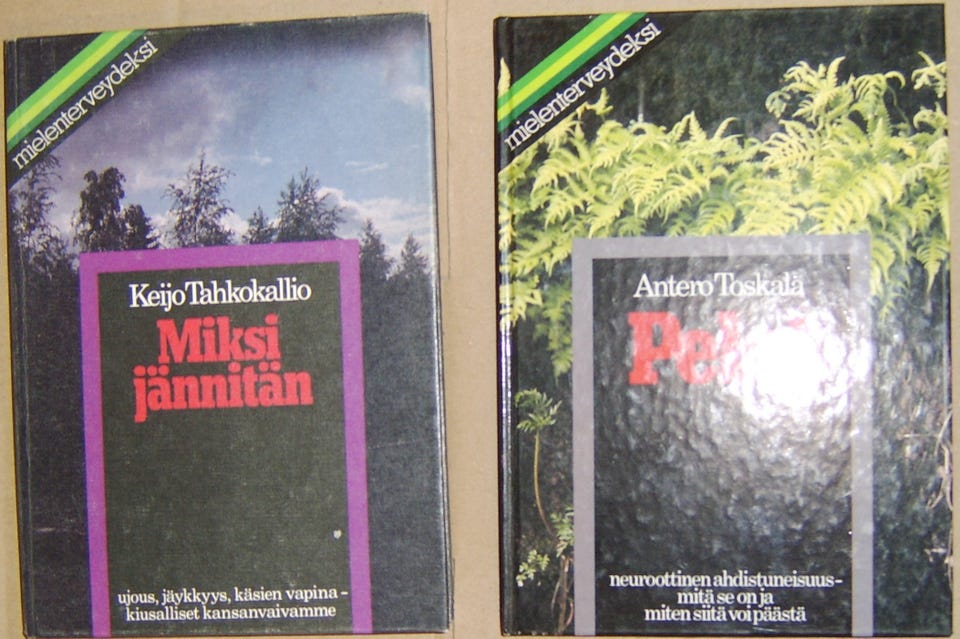 mielenterveydeksi
Keijo Tahkokallio
Miksi
jännitän
ujous, jäykkyys, käsien vapina –
kiusalliset kansanvaivamme
mielenterveydeksi
Antero Toskala
neuroottinen ahdistuneisuus –
mitä se on ja
miten siitä voi päästä